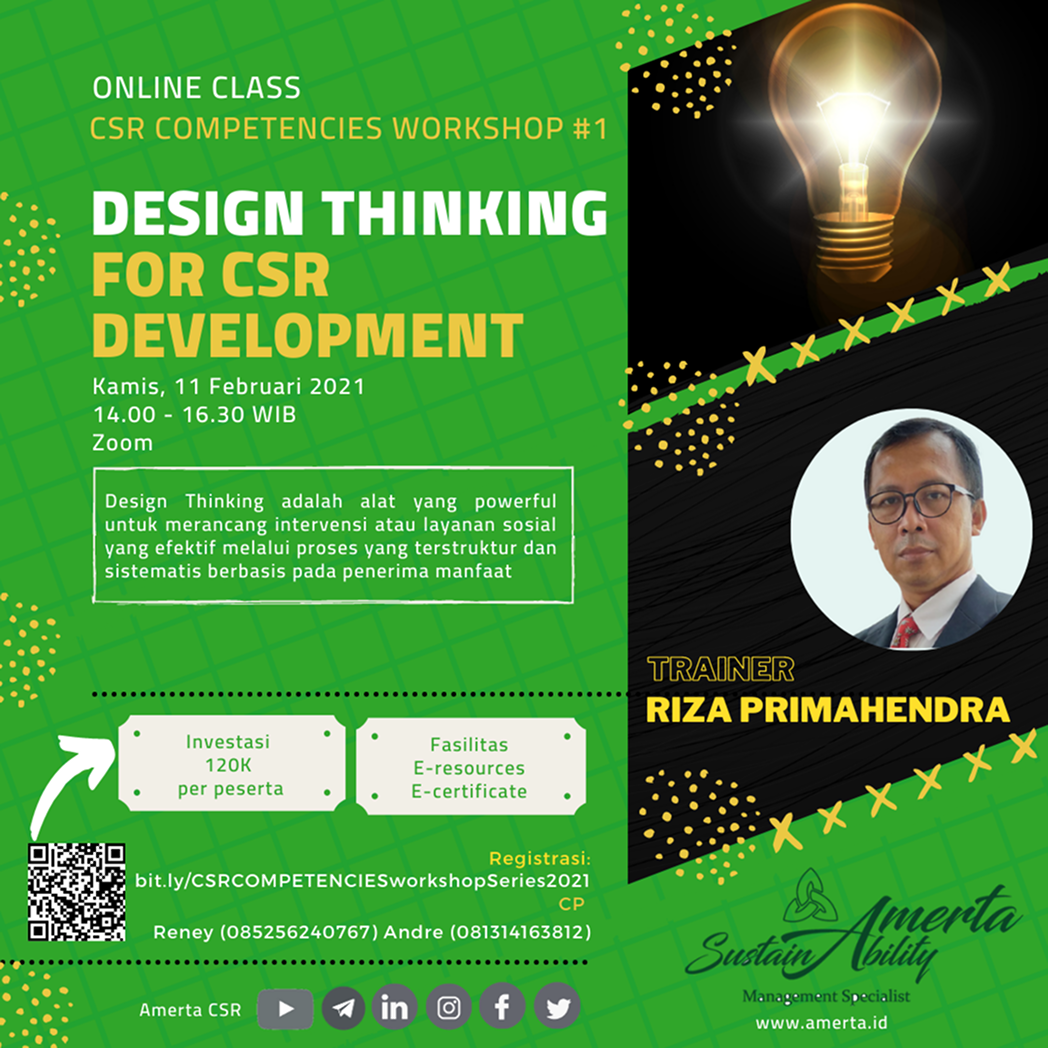 ONLINE CLASS
CSR COMPETENCIES WORKSHOP #1
DESIGN THINKING
FOR CSR
DEVELOPMENT
Kamis, 11 Februari 2021
14.00 - 16.30 WIB
Zoom
Design Thinking adalah alat yang powerful
untuk merancang intervensi atau layanan sosial
yang efektif melalui proses yang terstruktur dan
sistematis berbasis pada penerima manfaat
TRAINER
RIZA PRIMAHENDRA
Investasi
120K
per peserta
Fasilitas
E-resources
E-certificate
Registrasi:
bit.ly/CSRCOMPETENCIESworkshopSeries2021
CP
Reney (085256240767) Andre (081314163812)
Amerta CSR
Amerta
SustainAbility
Management Specialist
www.amerta.id